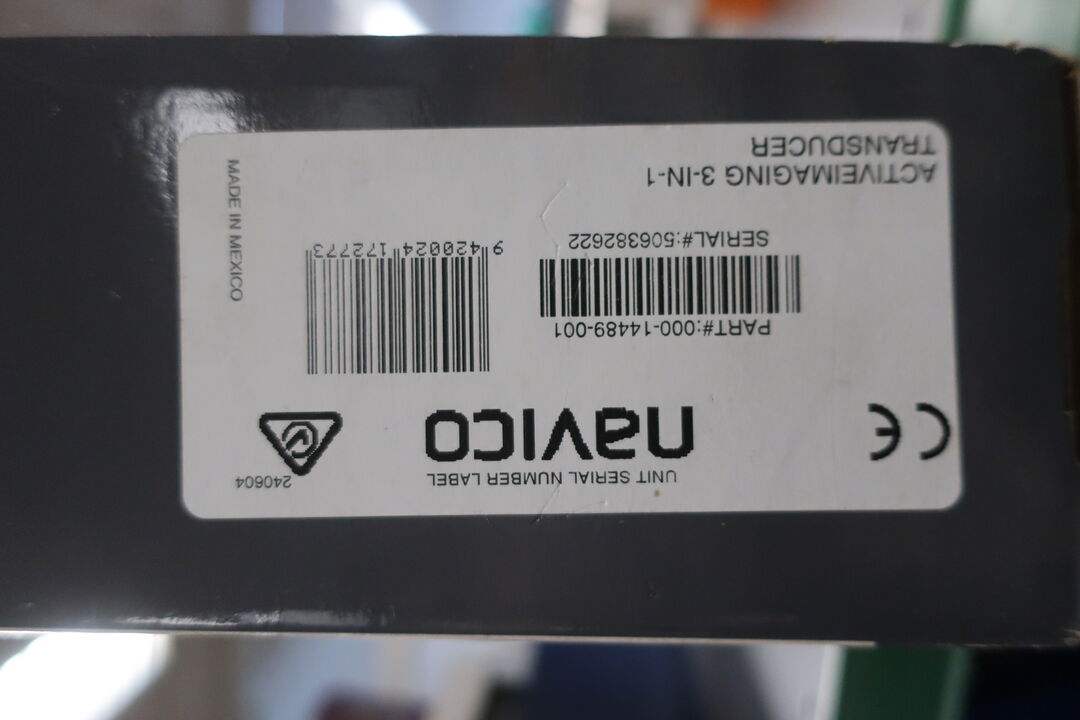 UNIT SERIAL NUMBER LABEL
navico
240604
CE
PART#:000-14489-001
SERIAL#:506382622
9 420024 172773
ACTIVEIMAGING 3-IN-1
TRANSDUCER
MADE IN MEXICO